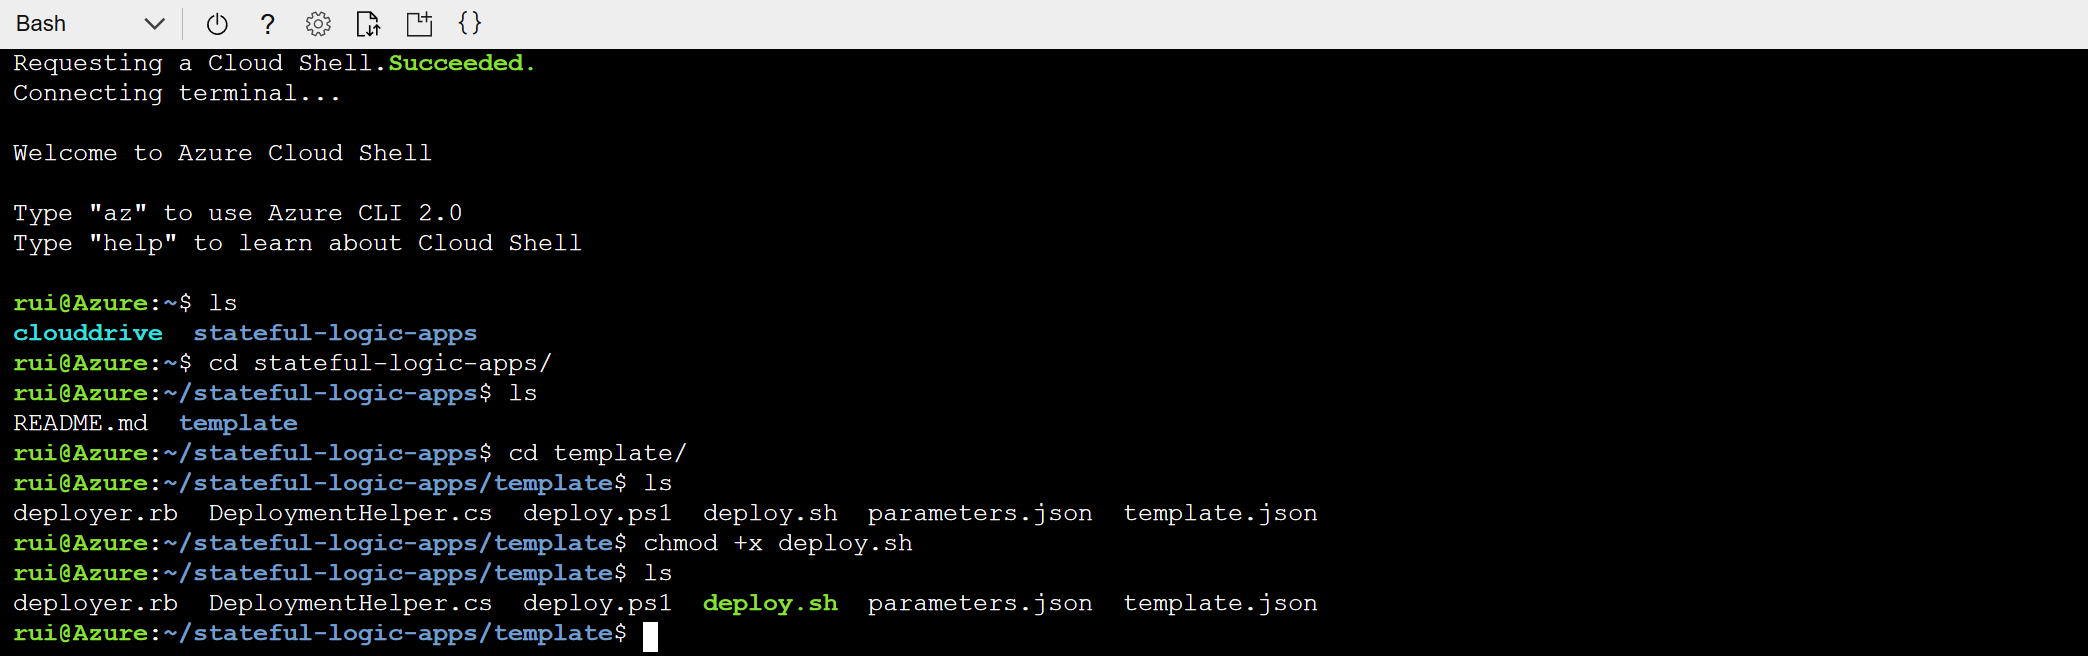 Bash ? { }
Requesting a Cloud Shell.Succeeded.
Connecting terminal...
Welcome to Azure Cloud Shell
Type "az" to use Azure CLI 2.0
Type "help" to learn about Cloud Shell
rui@Azure:~$ ls
clouddrive  stateful-logic-apps
rui@Azure:~$ cd stateful-logic-apps/
rui@Azure:~/stateful-logic-apps$ ls
README.md  template
rui@Azure:~/stateful-logic-apps$ cd template/
rui@Azure:~/stateful-logic-apps/template$ ls
deployer.rb  DeploymentHelper.cs  deploy.ps1  deploy.sh  parameters.json  template.json
rui@Azure:~/stateful-logic-apps/template$ chmod +x deploy.sh
rui@Azure:~/stateful-logic-apps/template$ ls
deployer.rb  DeploymentHelper.cs  deploy.ps1  deploy.sh  parameters.json  template.json
rui@Azure:~/stateful-logic-apps/template$